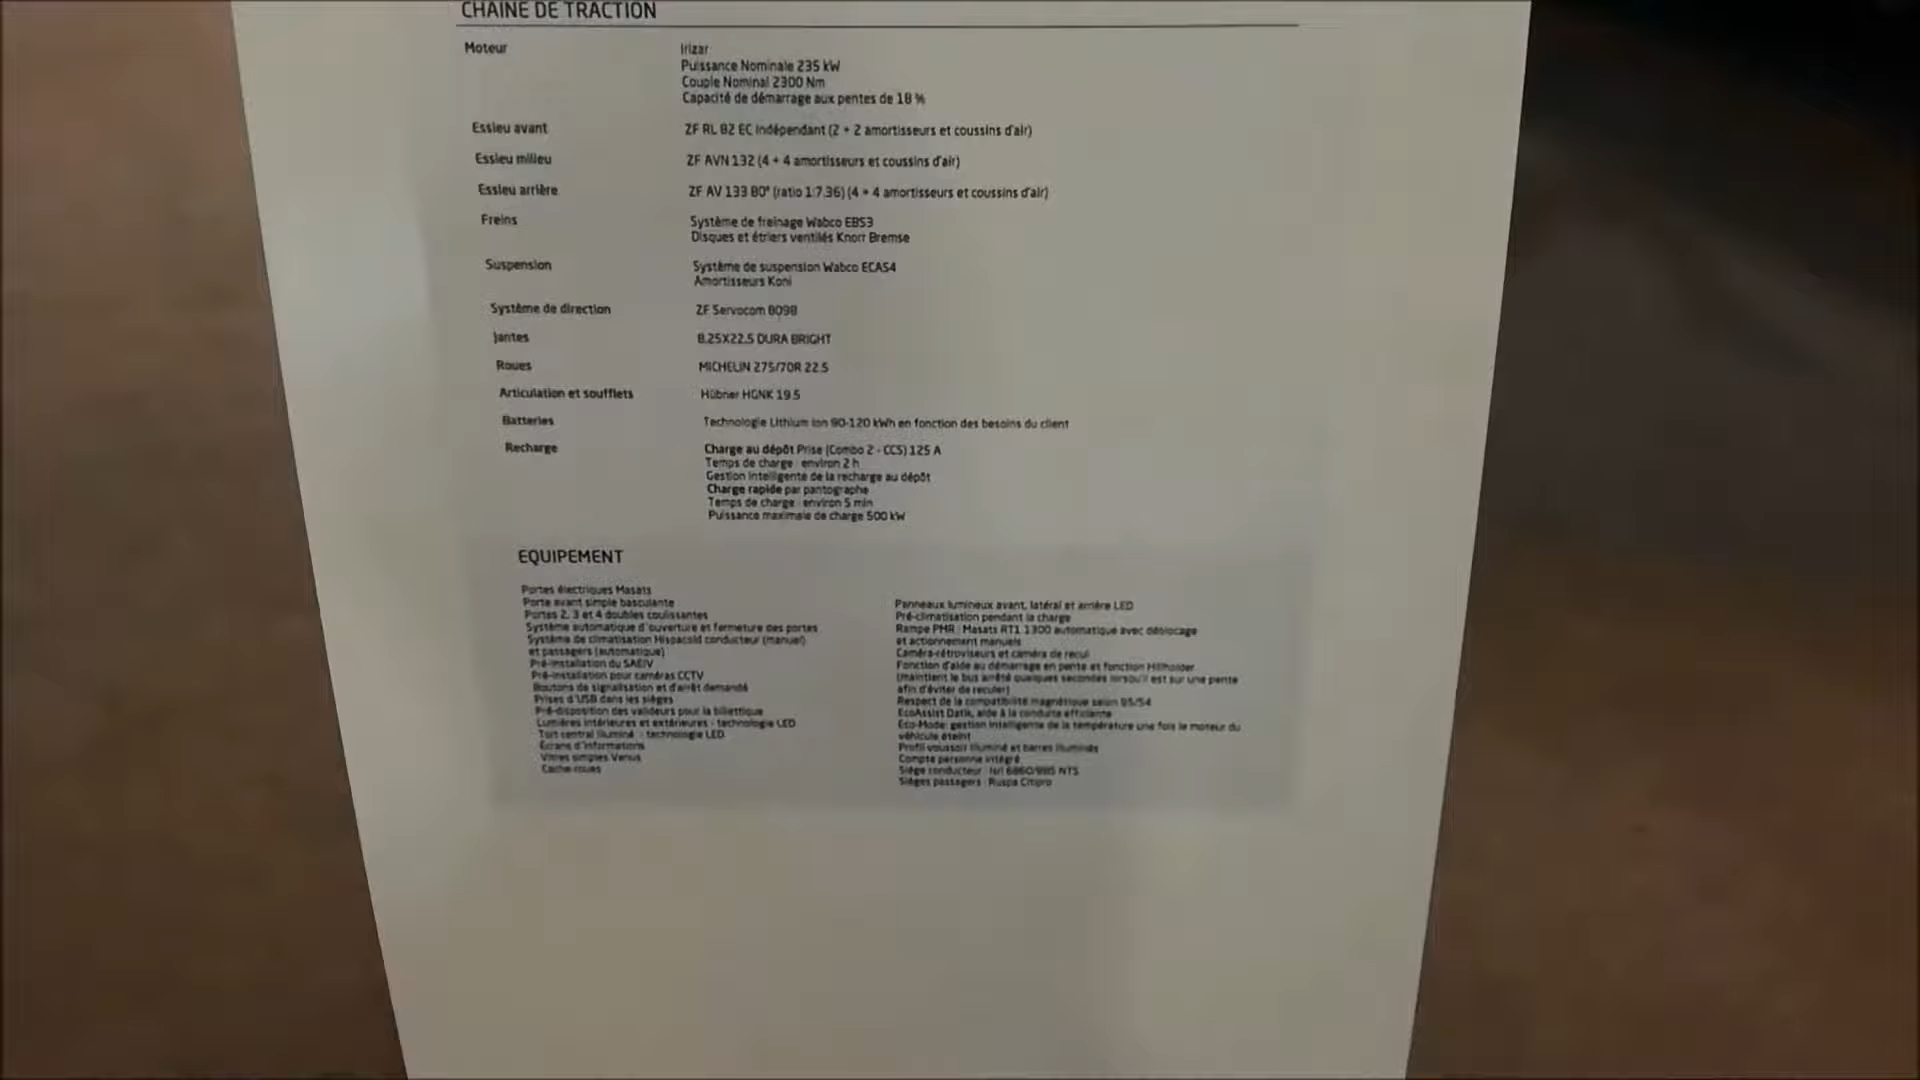 CHAINE DE TRACTION
Moteur
Irizar
Puissance Nominale 235 kW
Couple Nominal 2300 Nm
Capacité de démarrage aux pentes de 18 %
Essieu avant
ZF RL 82 EC Indépendant (2 + 2 amortisseurs et coussins d'air)
Essieu milieu
ZF AVN 132 (4 + 4 amortisseurs et coussins d'air)
Essieu arrière
ZF AV 133 80° (ratio 1:7.36) (4 + 4 amortisseurs et coussins d'air)
Freins
Système de freinage Wabco EBS3
Disques et étriers ventilés Knorr Bremse
Suspension
Système de suspension Wabco ECAS4
Amortisseurs Koni
Système de direction
ZF Servocom 8098
Jantes
8.25X22.5 DURA BRIGHT
Roues
MICHELIN 275/70R 22.5
Articulation et soufflets
Hübner HGNK 19.5
Batteries
Technologie Lithium Ion 90-120 kWh en fonction des besoins du client
Recharge
Charge au dépôt Prise (Combo 2 - CCS) 125 A
Temps de charge : environ 2 h
Gestion intelligente de la recharge au dépôt
Charge rapide par pantographe
Temps de charge : environ 5 min
Puissance maximale de charge 500 kW
EQUIPEMENT
Portes électriques Masats
Porte avant simple basculante
Portes 2, 3 et 4 doubles coulissantes
Système automatique d'ouverture et fermeture des portes
Système de climatisation Hispacold conducteur (manuel)
et passagers (automatique)
Pré-installation du SAEIV
Pré-installation pour caméras CCTV
Boutons de signalisation et d'arrêt demandé
Prises d'USB dans les sièges
Pré-disposition des valideurs pour la billettique
Lumières intérieures et extérieures : technologie LED
Toit central illuminé : technologie LED
Écrans d'informations
Vitres simples Venus
Cache-roues
Panneaux lumineux avant, latéral et arrière LED
Pré-climatisation pendant la charge
Rampe PMR : Masats RT1 1300 automatique avec déblocage
et actionnement manuels
Caméra-rétroviseurs et caméra de recul
Fonction d'aide au démarrage en pente et fonction Hillholder
(maintient le bus arrêté quelques secondes lorsqu'il est sur une pente
afin d'éviter de reculer)
Respect de la compatibilité magnétique selon 95/54
EcoAssist Datik, aide à la conduite efficiente
Eco-Mode: gestion intelligente de la température une fois le moteur du
véhicule éteint
Profil voussoir illuminé et barres illuminés
Compte personne intégré
Siège conducteur : Isri NTS
Sièges passagers : Ruspa Citipro